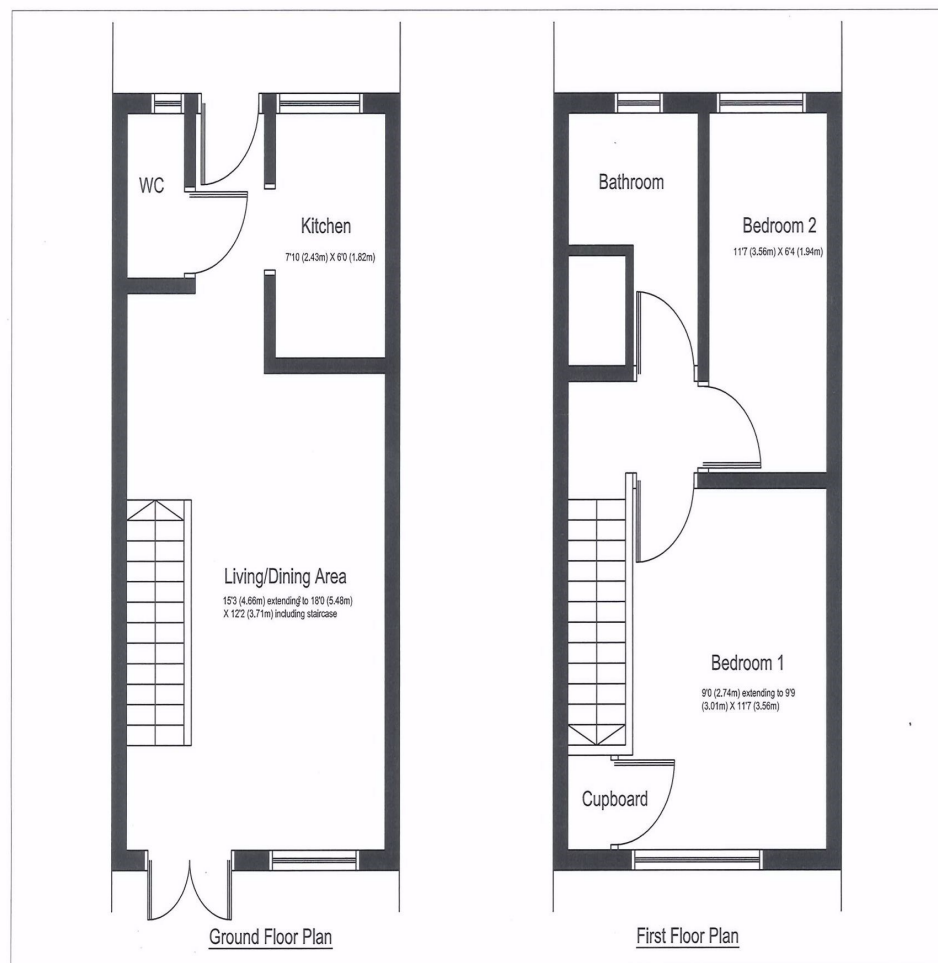 WC
Kitchen
7'10 (2.43m) X 6'0 (1.82m)
Living/Dining Area
15'3 (4.66m) extending to 18'0 (5.48m)
X 12'2 (3.71m) including staircase
Ground Floor Plan
Bathroom
Bedroom 2
11'7 (3.56m) X 6'4 (1.94m)
Bedroom 1
9'0 (2.74m) extending to 9'9
(3.01m) X 11'7 (3.56m)
Cupboard
First Floor Plan